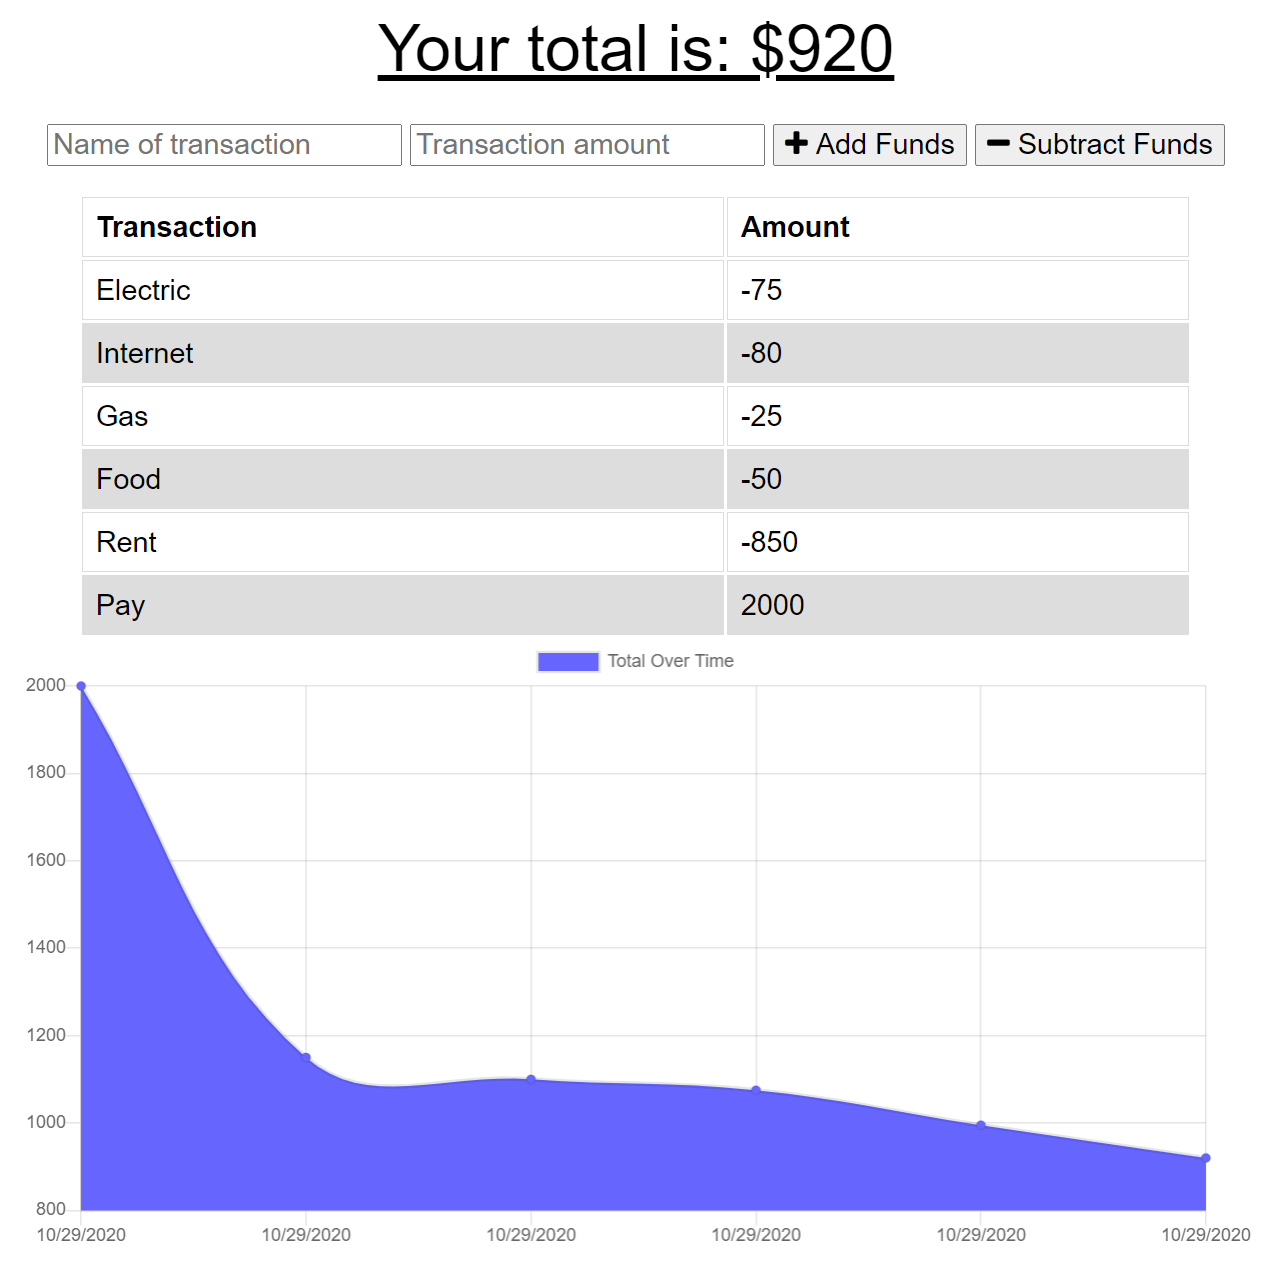 Your total is: $920
Name of transaction Transaction amount Add Funds Subtract Funds
Transaction Amount
Electric -75
Internet -80
Gas -25
Food -50
Rent -850
Pay 2000
Total Over Time
2000
1800
1600
1400
1200
1000
800
10/29/2020 10/29/2020 10/29/2020 10/29/2020 10/29/2020 10/29/2020